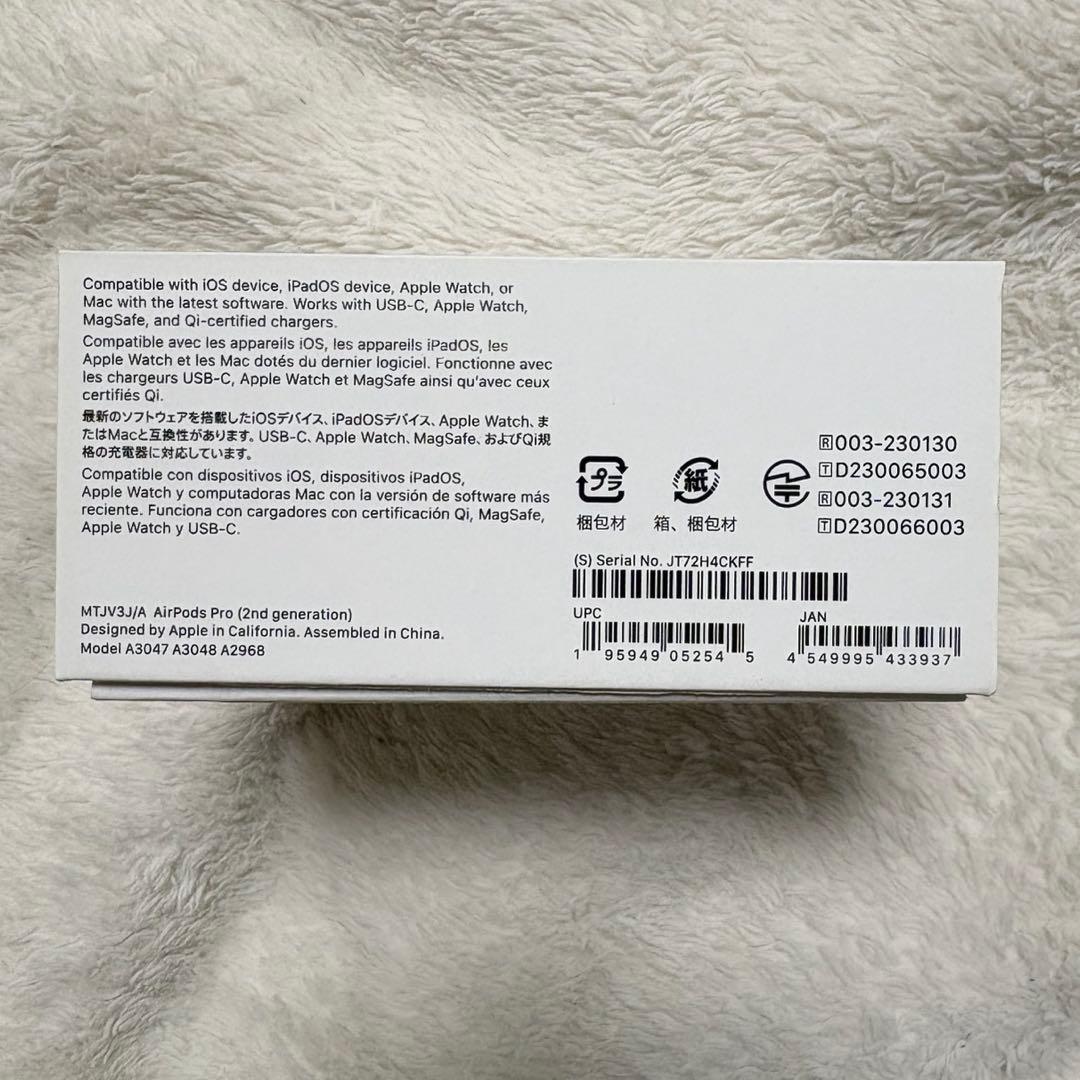 Compatible with iOS device, iPadOS device, Apple Watch, or
Mac with the latest software. Works with USB-C, Apple Watch,
MagSafe, and Qi-certified chargers.
Compatible avec les appareils iOS, les appareils iPadOS, les
Apple Watch et les Mac dotés du dernier logiciel. Fonctionne avec
les chargeurs USB-C, Apple Watch et MagSafe ainsi qu'avec ceux
certifiés Qi.
最新のソフトウェアを搭載したiOSデバイス、iPadOSデバイス、Apple Watch、ま
たはMacと互換性があります。USB-C、Apple Watch、MagSafe、およびQi規
格の充電器に対応しています。
Compatible con dispositivos iOS, dispositivos iPadOS,
Apple Watch y computadoras Mac con la versión de software más
reciente. Funciona con cargadores con certificación Qi, MagSafe,
Apple Watch y USB-C.
MTJV3J/A AirPods Pro (2nd generation)
Designed by Apple in California. Assembled in China.
Model A3047 A3048 A2968
プラ
梱包材
紙
箱、梱包材
R003-230130
TD230065003
R003-230131
TD230066003
(S) Serial No. JT72H4CKFF
UPC
1 95949 05254 5
JAN
4 549995 433937